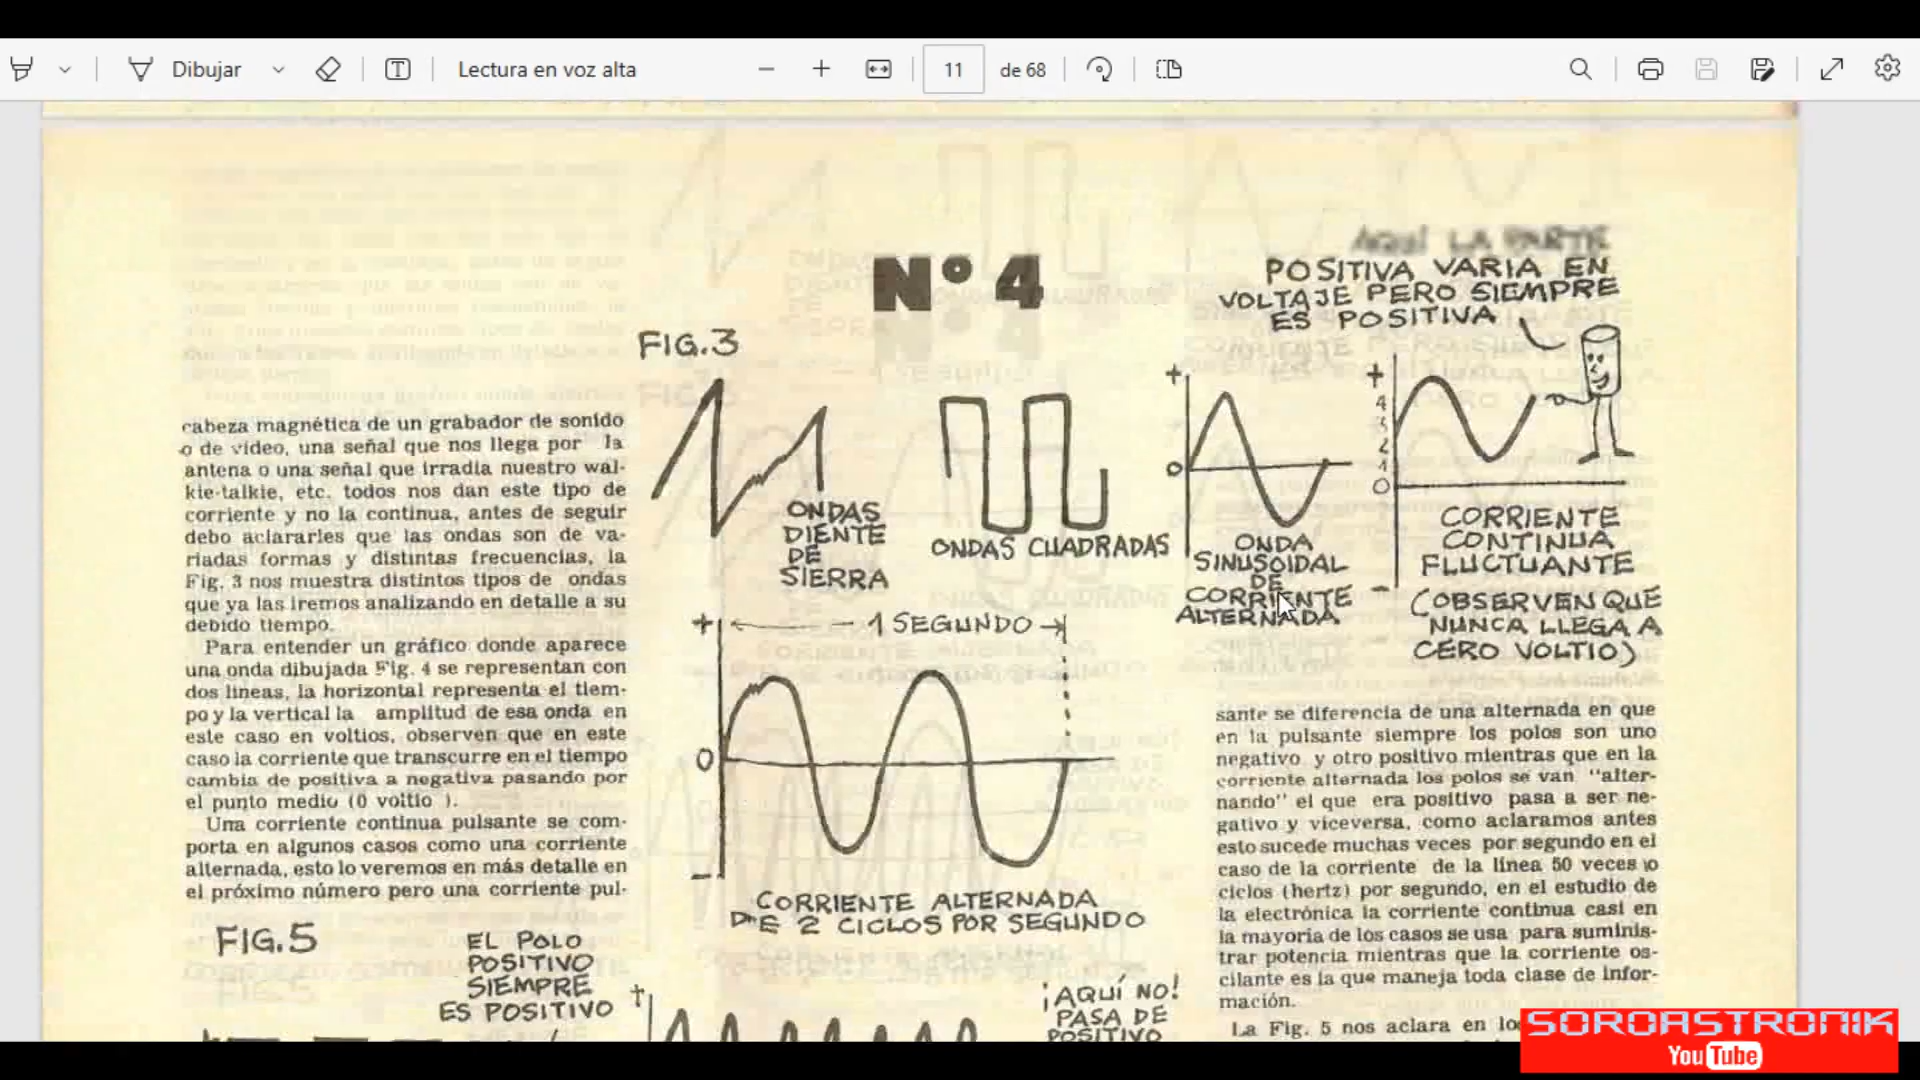 Dibujar
Lectura en voz alta
11
de 68
Nº 4
AQUÍ LA PARTE
POSITIVA VARIA EN
VOLTAJE PERO SIEMPRE
ES POSITIVA
FIG.3
ONDAS
DIENTE
DE
SIERRA
ONDAS CUADRADAS
+
0
ONDA
SINUSOIDAL
DE
CORRIENTE
ALTERNADA
+
4
3
2
1
0
-
CORRIENTE
CONTINUA
FLUCTUANTE
(OBSERVEN QUE
NUNCA LLEGA A
CERO VOLTIO)
cabeza magnética de un grabador de sonido
o de video, una señal que nos llega por la
antena o una señal que irradia nuestro wal-
kie-talkie, etc. todos nos dan este tipo de
corriente y no la continua, antes de seguir
debo aclararles que las ondas son de va-
riadas formas y distintas frecuencias, la
Fig. 3 nos muestra distintos tipos de ondas
que ya las iremos analizando en detalle a su
debido tiempo.
Para entender un gráfico donde aparece
una onda dibujada Fig. 4 se representan con
dos lineas, la horizontal representa el tiem-
po y la vertical la amplitud de esa onda en
este caso en voltios, observen que en este
caso la corriente que transcurre en el tiempo
cambia de positiva a negativa pasando por
el punto medio (0 voltio ).
Una corriente continua pulsante se com-
porta en algunos casos como una corriente
alternada, esto lo veremos en más detalle en
el próximo número pero una corriente pul-
+
1 SEGUNDO
0
-
CORRIENTE ALTERNADA
DE 2 CICLOS POR SEGUNDO
sante se diferencia de una alternada en que
en la pulsante siempre los polos son uno
negativo y otro positivo mientras que en la
corriente alternada los polos se van "alter-
nando" el que era positivo pasa a ser ne-
gativo y viceversa, como aclaramos antes
esto sucede muchas veces por segundo en el
caso de la corriente de la línea 50 veces o
ciclos (hertz) por segundo, en el estudio de
la electrónica la corriente continua casi en
la mayoría de los casos se usa para suminis-
trar potencia mientras que la corriente os-
cilante es la que maneja toda clase de infor-
mación.
La Fig. 5 nos aclara en
FIG.5
EL POLO
POSITIVO
SIEMPRE
ES POSITIVO
+
¡AQUÍ NO!
PASA DE
POSITIVO
SOROASTRONIK
YouTube